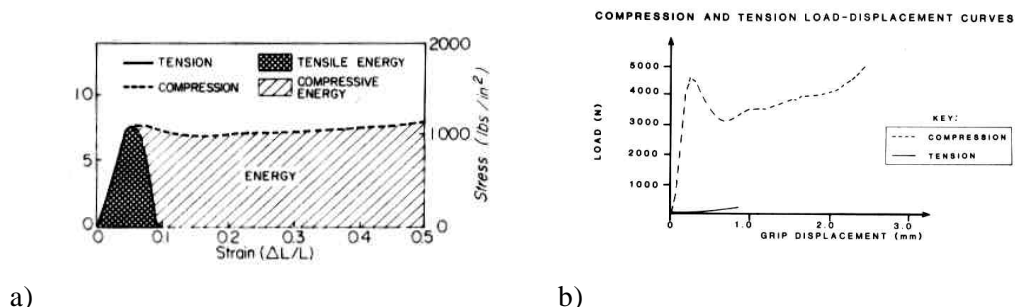 COMPRESSION AND TENSION LOAD-DISPLACEMENT CURVES
2000
1000
0
Stress (lbs/in²)
10
5
0
TENSION
COMPRESSION
TENSILE ENERGY
COMPRESSIVE
ENERGY
ENERGY
0 0.1 0.2 0.3 0.4 0.5
Strain (ΔL/L)
a)
LOAD (N)
5000
4000
3000
2000
1000
0 1.0 2.0 3.0
GRIP DISPLACEMENT (mm)
KEY:
COMPRESSION
TENSION
b)